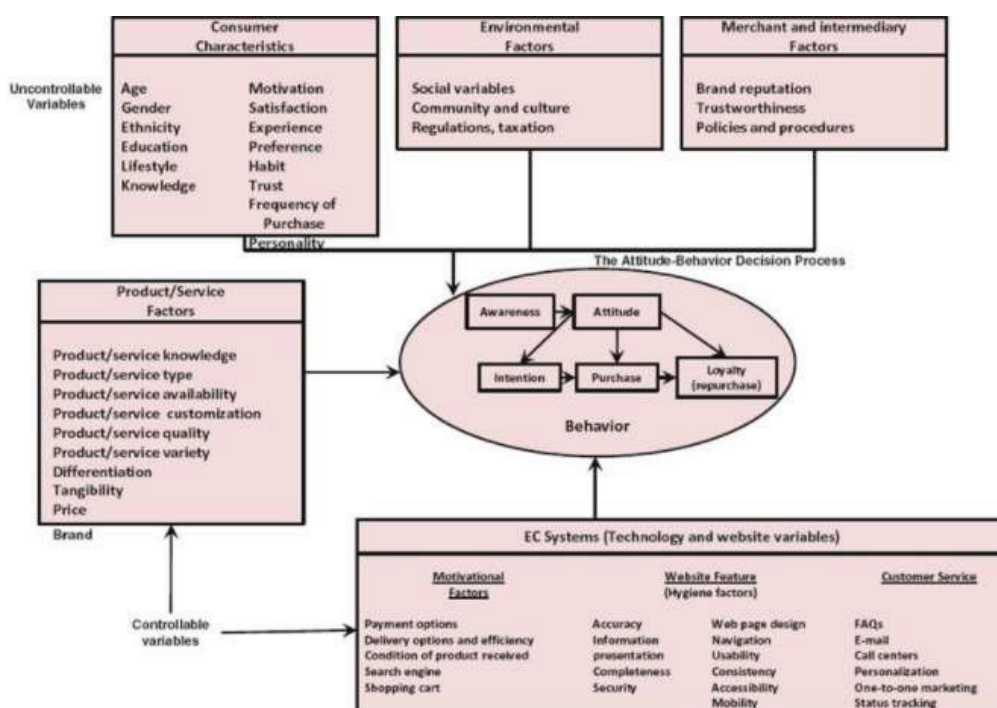 Consumer
Characteristics
Age
Gender
Ethnicity
Education
Lifestyle
Knowledge
Motivation
Satisfaction
Experience
Preference
Habit
Trust
Frequency of
Purchase
Personality
Environmental
Factors
Social variables
Community and culture
Regulations, taxation
Merchant and intermediary
Factors
Brand reputation
Trustworthiness
Policies and procedures
Uncontrollable
Variables
The Attitude-Behavior Decision Process
Product/Service
Factors
Product/service knowledge
Product/service type
Product/service availability
Product/service customization
Product/service quality
Product/service variety
Differentiation
Tangibility
Price
Brand
Awareness
Attitude
Intention
Purchase
Loyalty
(repurchase)
Behavior
Controllable
variables
EC Systems (Technology and website variables)
Motivational
Factors
Payment options
Delivery options and efficiency
Condition of product received
Search engine
Shopping cart
Website Feature
(Hygiene factors)
Accuracy
Information
presentation
Completeness
Security
Web page design
Navigation
Usability
Consistency
Accessibility
Mobility
Customer Service
FAQs
E-mail
Call centers
Personalization
One-to-one marketing
Status tracking